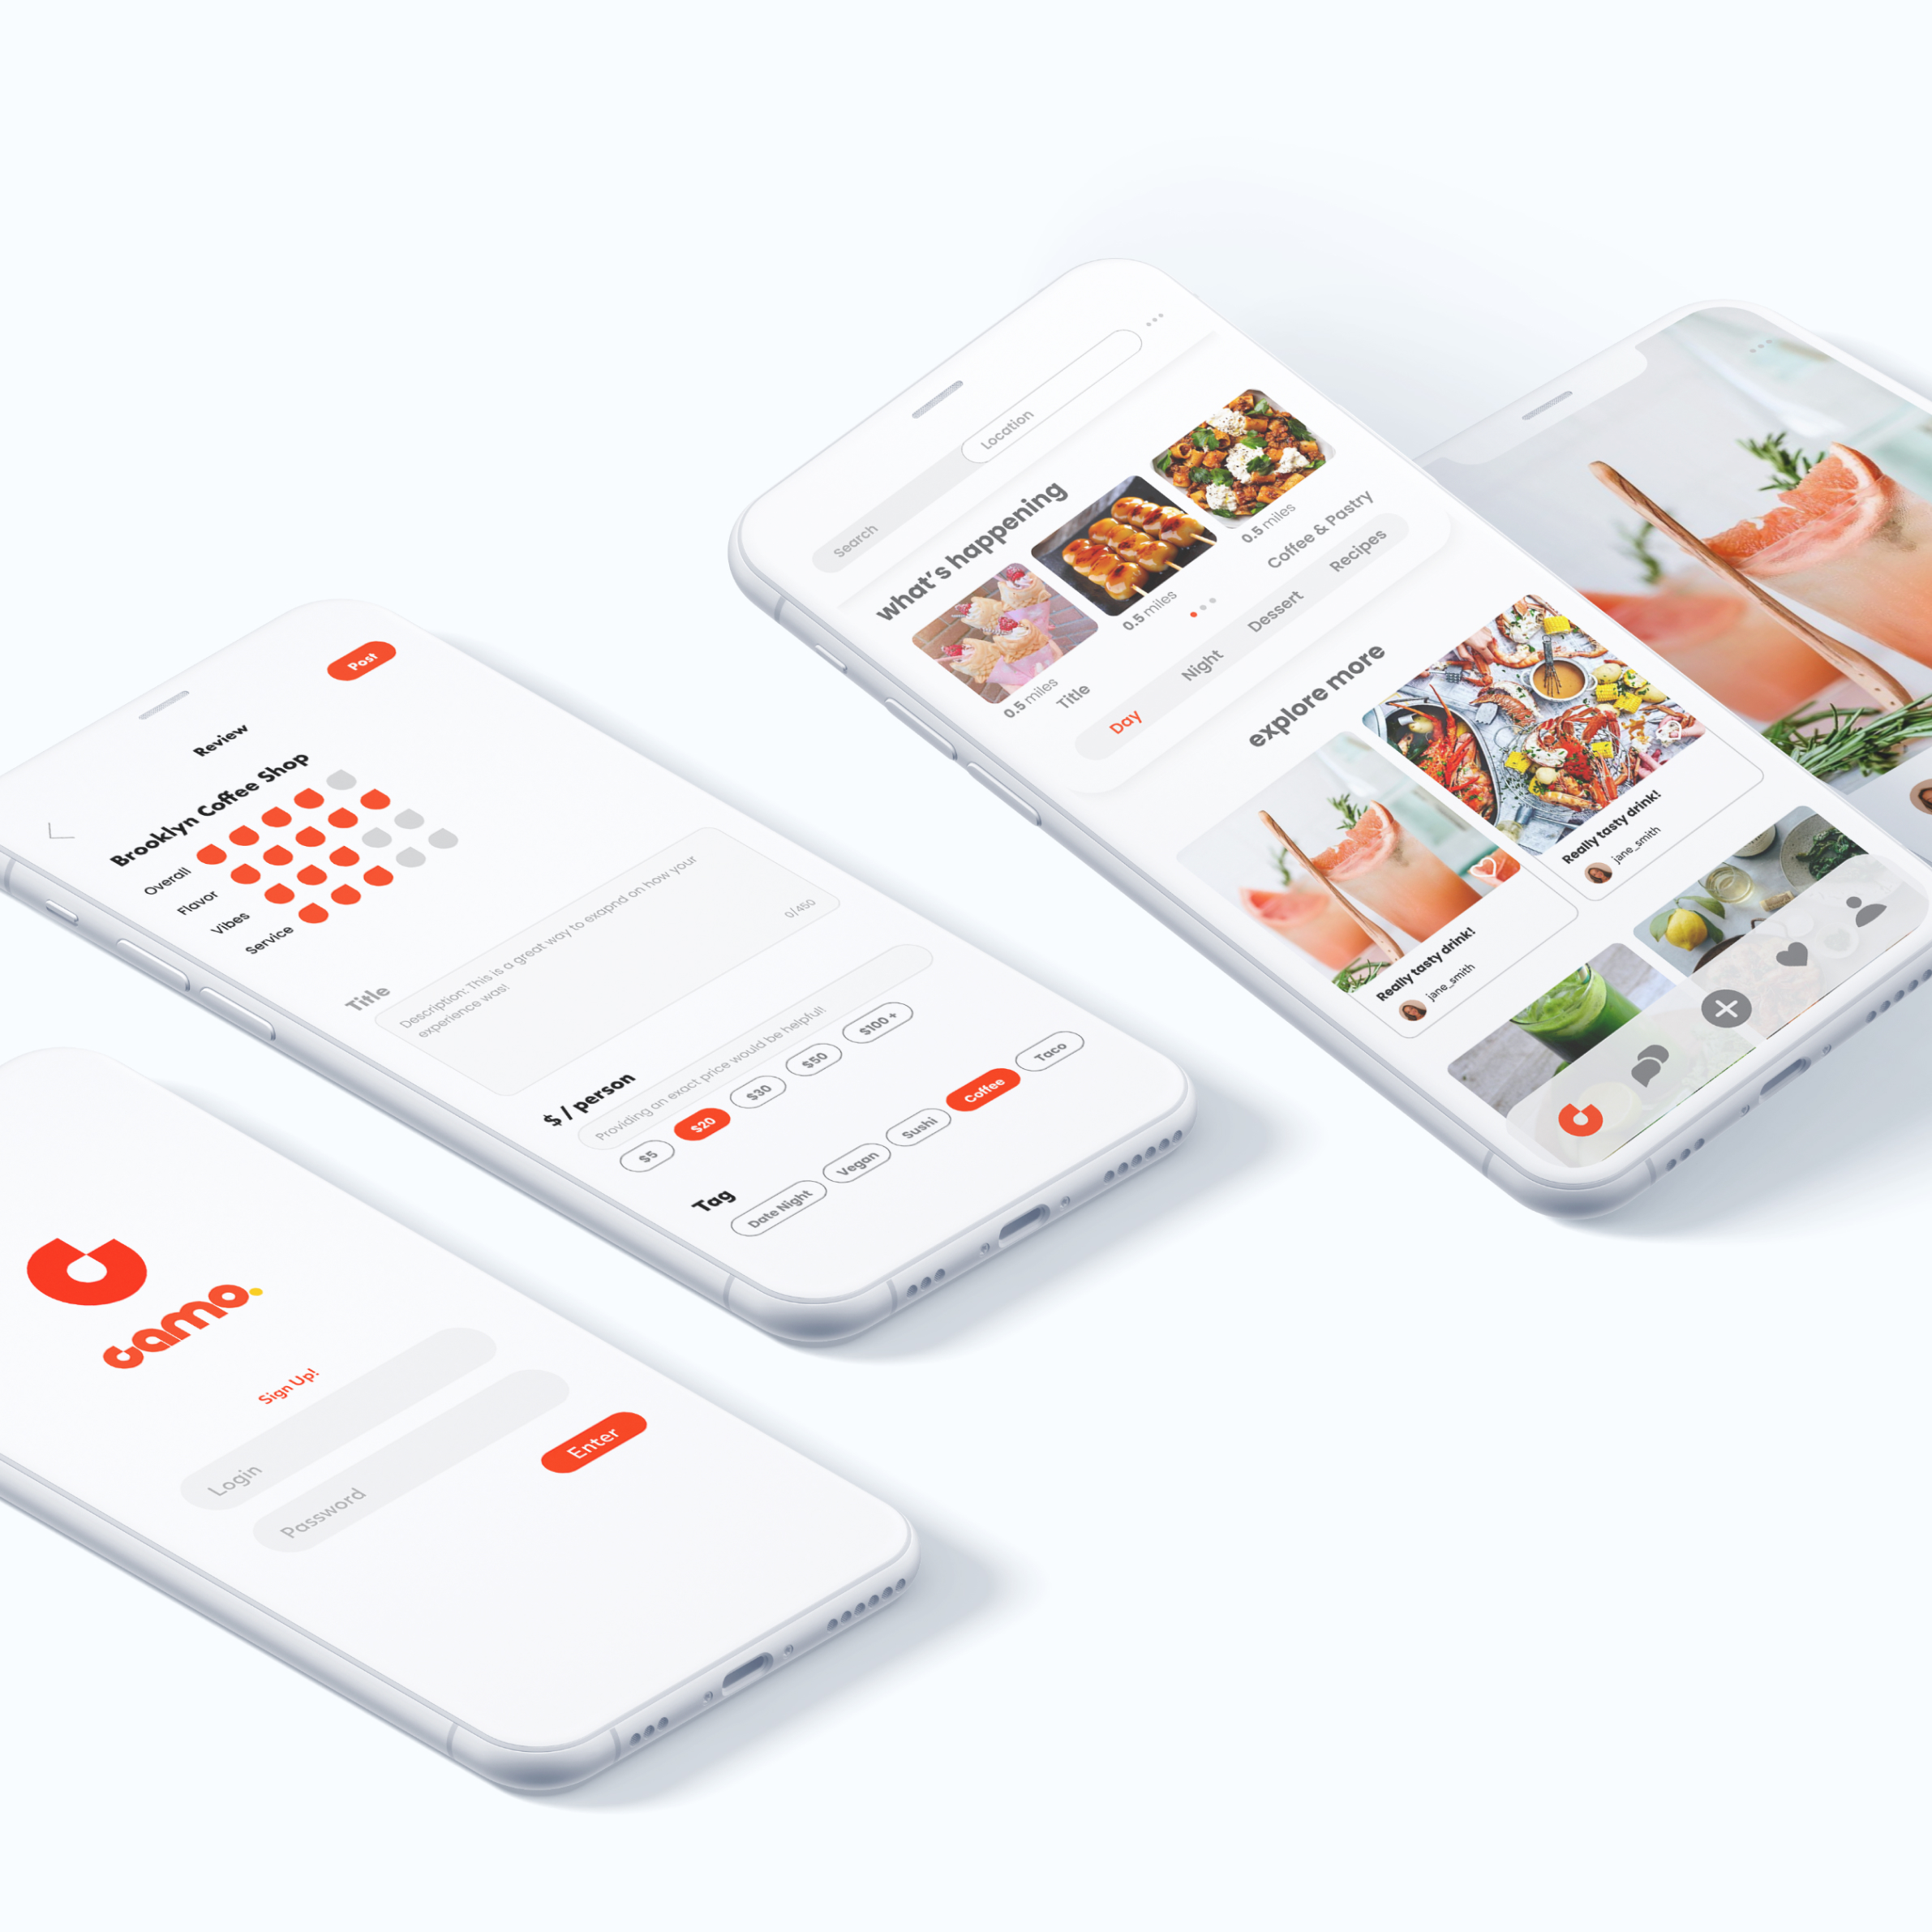 Post
Review
Brooklyn Coffee Shop
Overall
Flavor
Vibes
Service
Title
Description: This is a great way to exapnd on how your
experience was!
0/450
$ / person
Providing an exact price would be helpful!
$5
$20
$30
$50
$100 +
Tag
Date Night
Vegan
Sushi
Coffee
Taco
camo.
Sign Up!
Login
Password
Enter
Search
Location
what's happening
0.5 miles
0.5 miles
0.5 miles
Title
Coffee & Pastry
Day
Night
Dessert
Recipes
explore more
Really tasty drink!
jane_smith
Really tasty drink!
jane_smith